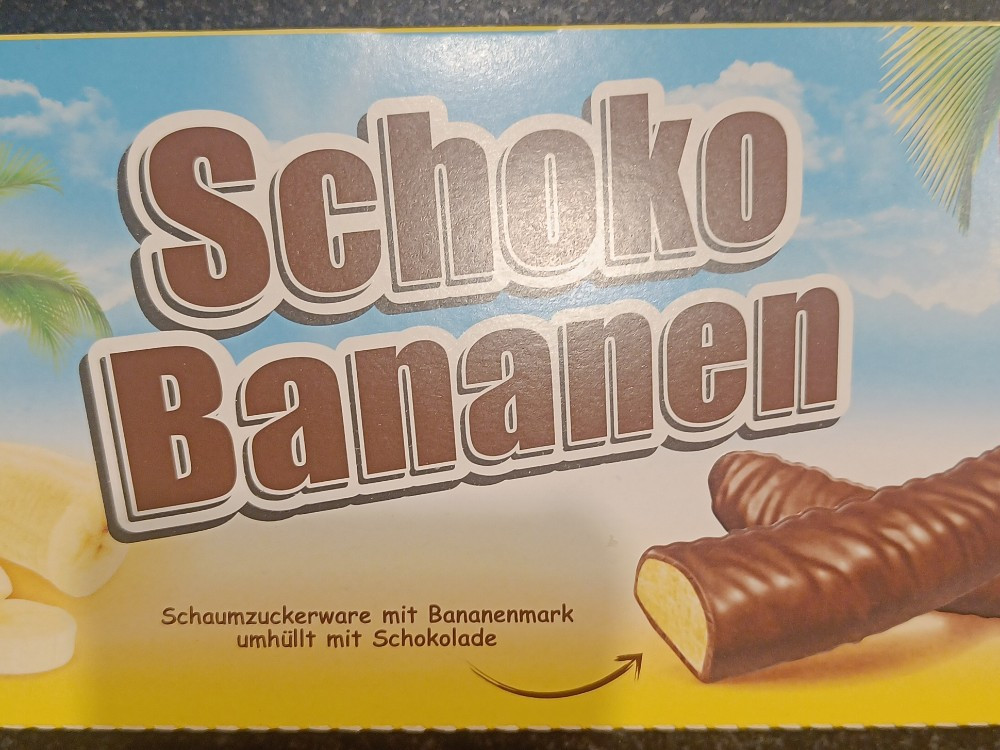 Schoko
Bananen
Schaumzuckerware mit Bananenmark
umhüllt mit Schokolade